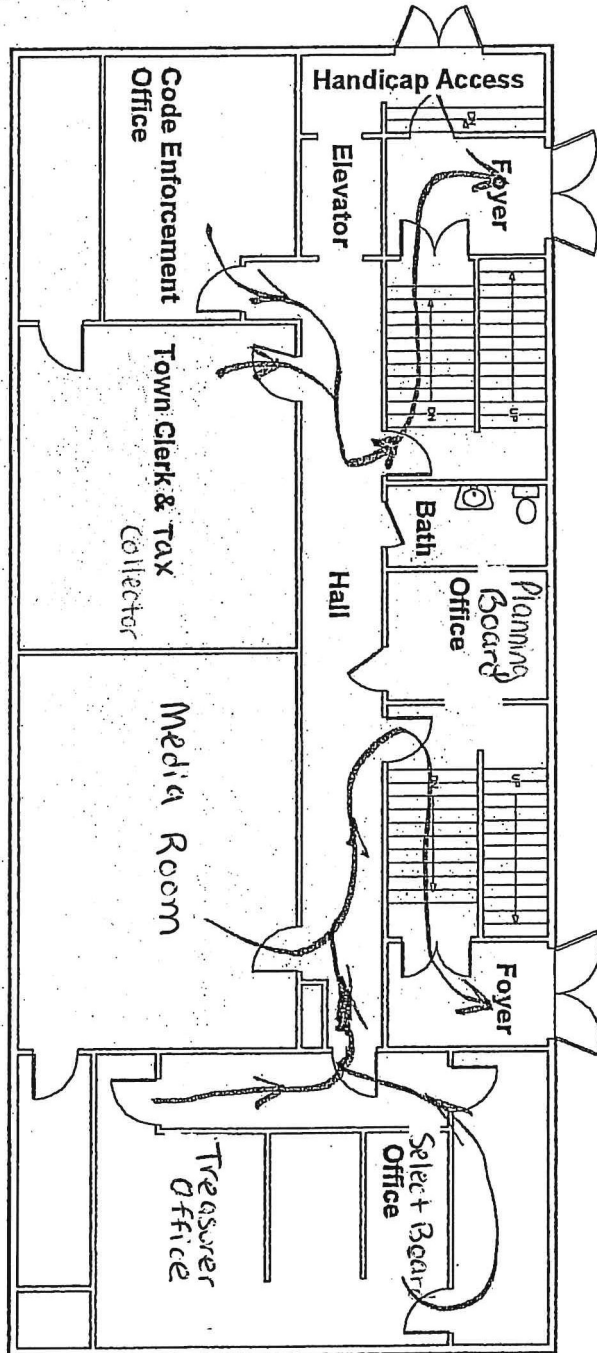 Handicap Access
DN
Foyer
Code Enforcement
Office
Elevator
UP
DN
Town Clerk & Tax
Collector
Bath
Hall
Planning
Board
Office
UP
DN
Media Room
Foyer
Select Board
Office
Treasurer
Office